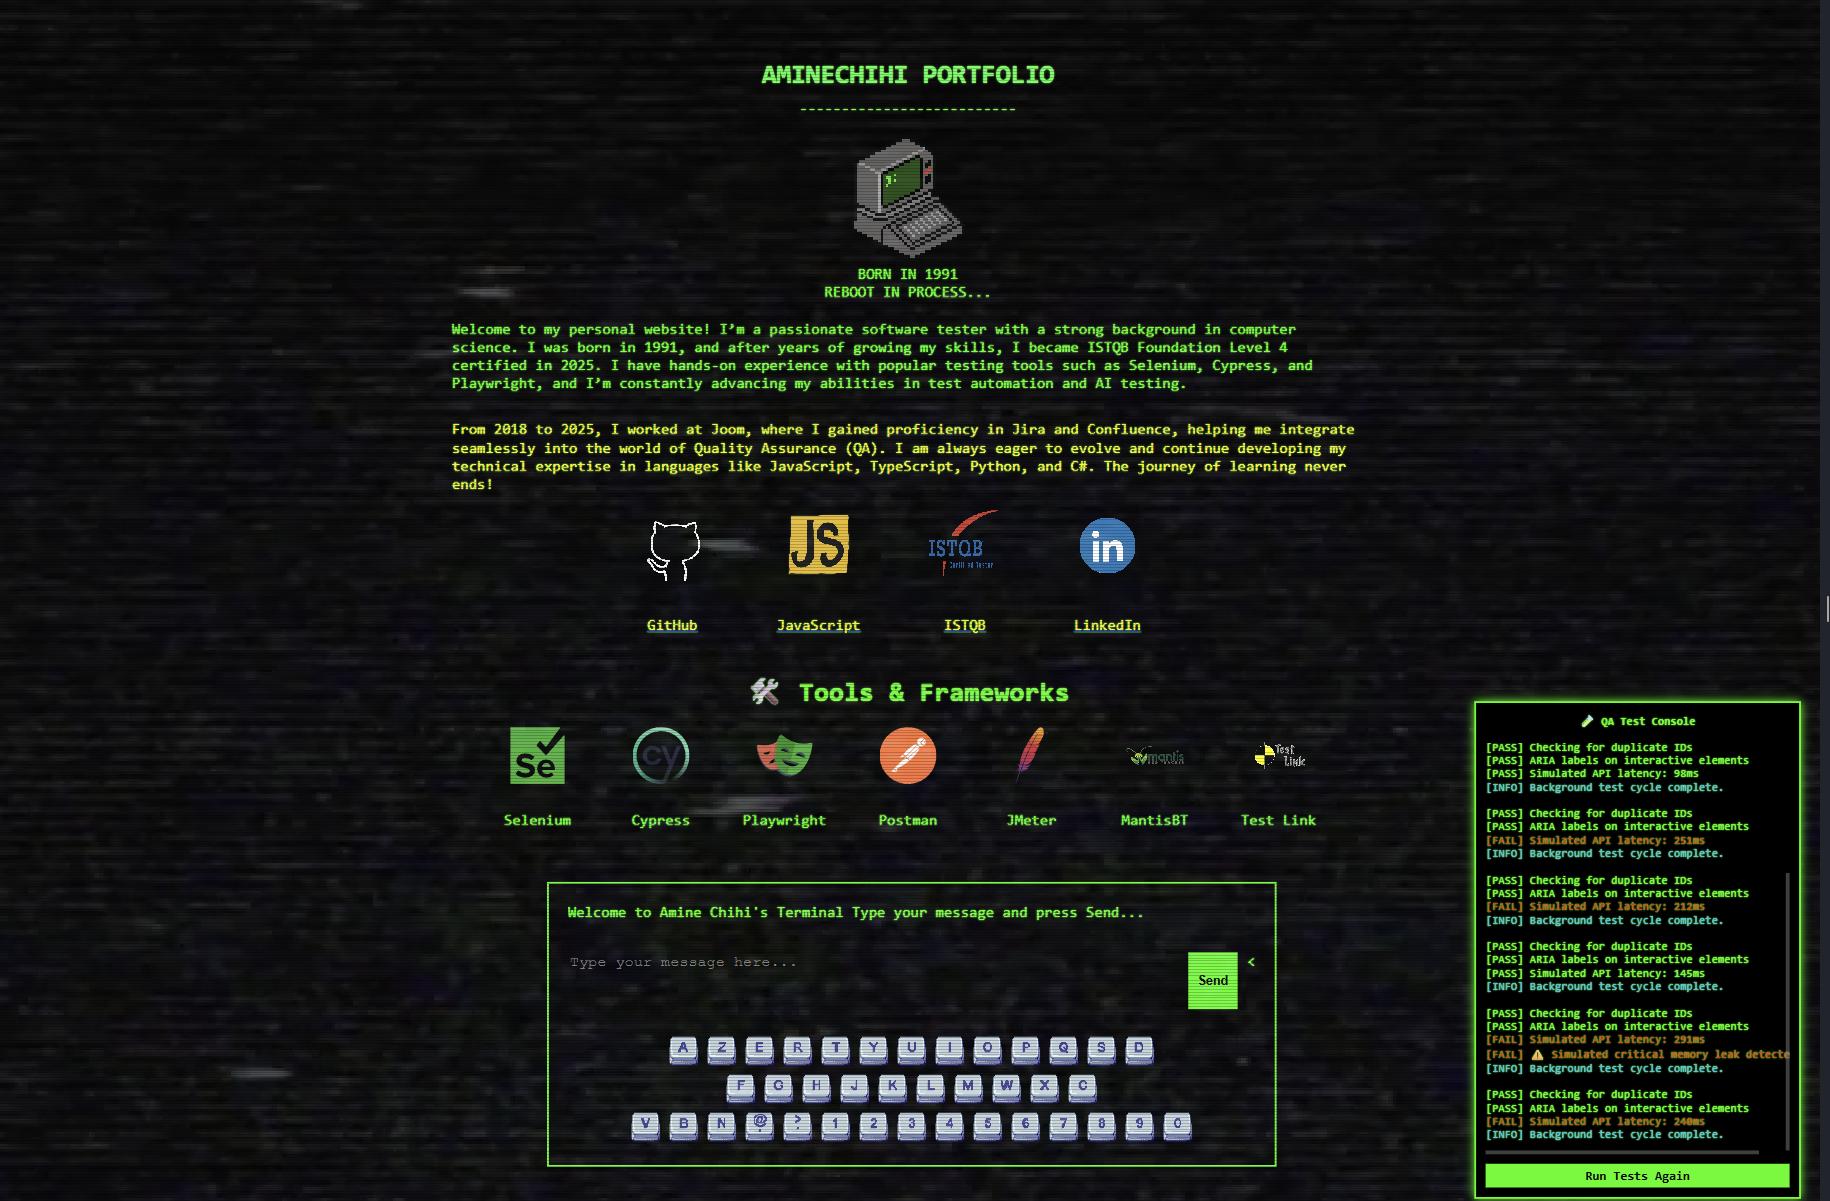 AMINECHIHI PORTFOLIO
--------------------------
BORN IN 1991
REBOOT IN PROCESS...
Welcome to my personal website! I’m a passionate software tester with a strong background in computer
science. I was born in 1991, and after years of growing my skills, I became ISTQB Foundation Level 4
certified in 2025. I have hands-on experience with popular testing tools such as Selenium, Cypress, and
Playwright, and I’m constantly advancing my abilities in test automation and AI testing.
From 2018 to 2025, I worked at Joom, where I gained proficiency in Jira and Confluence, helping me integrate
seamlessly into the world of Quality Assurance (QA). I am always eager to evolve and continue developing my
technical expertise in languages like JavaScript, TypeScript, Python, and C#. The journey of learning never
ends!
JS
ISTQB
Certified Tester
in
GitHub JavaScript ISTQB LinkedIn
🛠 Tools & Frameworks
Se
cy
mantis
Test Link
Selenium Cypress Playwright Postman JMeter MantisBT Test Link
Welcome to Amine Chihi's Terminal Type your message and press Send...
Type your message here...
Send <
A Z E R T Y U I O P Q S D
F G H J K L M W X C
V B N @ ? 1 2 3 4 5 6 7 8 9 0
🧪 QA Test Console
[PASS] Checking for duplicate IDs
[PASS] ARIA labels on interactive elements
[PASS] Simulated API latency: 98ms
[INFO] Background test cycle complete.
[PASS] Checking for duplicate IDs
[PASS] ARIA labels on interactive elements
[FAIL] Simulated API latency: 251ms
[INFO] Background test cycle complete.
[PASS] Checking for duplicate IDs
[PASS] ARIA labels on interactive elements
[FAIL] Simulated API latency: 212ms
[INFO] Background test cycle complete.
[PASS] Checking for duplicate IDs
[PASS] ARIA labels on interactive elements
[PASS] Simulated API latency: 145ms
[INFO] Background test cycle complete.
[PASS] Checking for duplicate IDs
[PASS] ARIA labels on interactive elements
[FAIL] Simulated API latency: 291ms
[FAIL] ⚠️ Simulated critical memory leak detecte
[INFO] Background test cycle complete.
[PASS] Checking for duplicate IDs
[PASS] ARIA labels on interactive elements
[FAIL] Simulated API latency: 240ms
[INFO] Background test cycle complete.
Run Tests Again